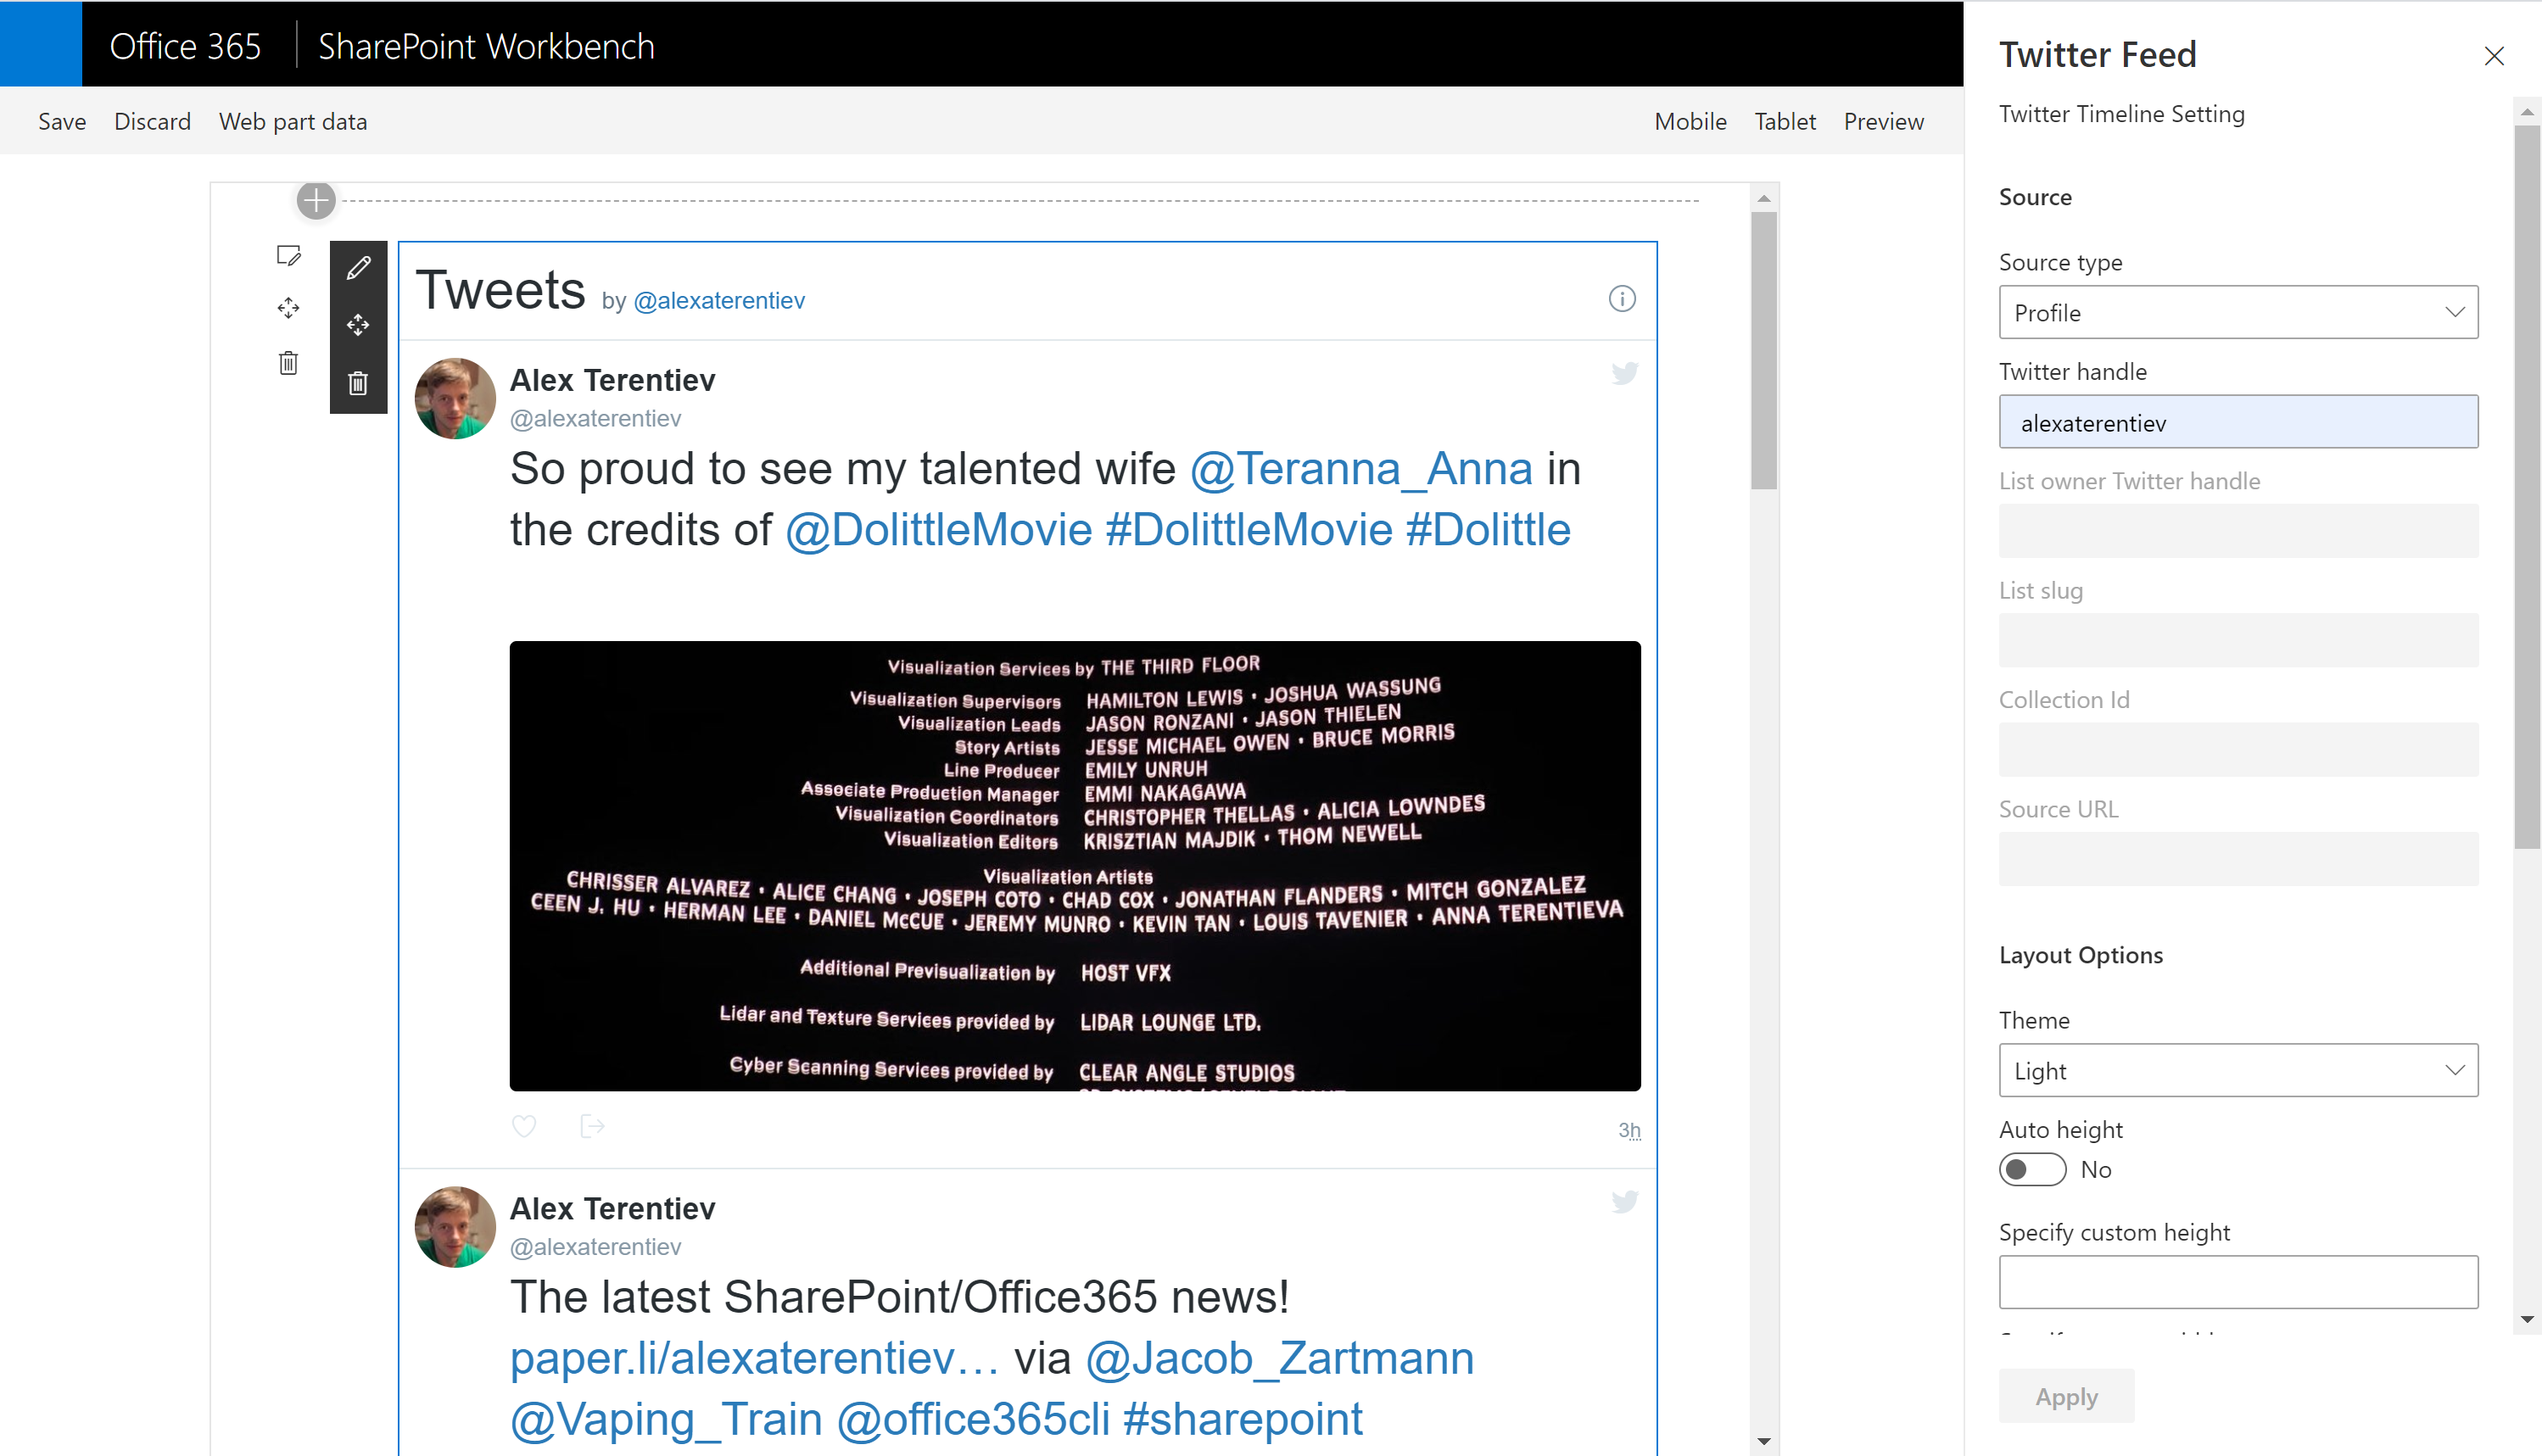 Office 365 SharePoint Workbench
Save Discard Web part data Mobile Tablet Preview
Tweets by @alexaterentiev
Alex Terentiev
@alexaterentiev
So proud to see my talented wife @Teranna_Anna in
the credits of @DolittleMovie #DolittleMovie #Dolittle
Visualization Services by THE THIRD FLOOR
Visualization Supervisors HAMILTON LEWIS • JOSHUA WASSUNG
Visualization Leads JASON RONZANI • JASON THIELEN
Story Artists JESSE MICHAEL OWEN • BRUCE MORRIS
Line Producer EMILY UNRUH
Associate Production Manager EMMI NAKAGAWA
Visualization Coordinators CHRISTOPHER THELLAS • ALICIA LOWNDES
Visualization Editors KRISZTIAN MAJDIK • THOM NEWELL
Visualization Artists
CHRISSER ALVAREZ • ALICE CHANG • JOSEPH COTO • CHAD COX • JONATHAN FLANDERS • MITCH GONZALEZ
CEEN J. HU • HERMAN LEE • DANIEL McCUE • JEREMY MUNRO • KEVIN TAN • LOUIS TAVENIER • ANNA TERENTIEVA
Additional Previsualization by HOST VFX
Lidar and Texture Services provided by LIDAR LOUNGE LTD.
Cyber Scanning Services provided by CLEAR ANGLE STUDIOS
3h
Alex Terentiev
@alexaterentiev
The latest SharePoint/Office365 news!
paper.li/alexaterentiev… via @Jacob_Zartmann
@Vaping_Train @office365cli #sharepoint
Twitter Feed
Twitter Timeline Setting
Source
Source type
Profile
Twitter handle
alexaterentiev
List owner Twitter handle
List slug
Collection Id
Source URL
Layout Options
Theme
Light
Auto height
No
Specify custom height
Apply